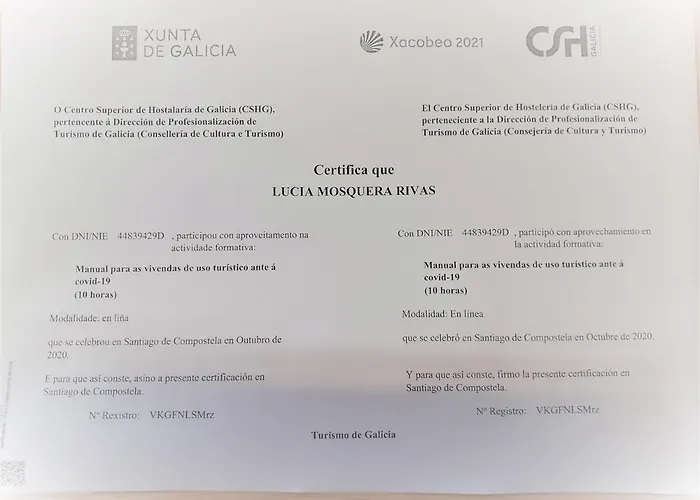 XUNTA
DE GALICIA
Xacobeo 2021
CSH
GALICIA
O Centro Superior de Hostalaría de Galicia (CSHG),
pertencente á Dirección de Profesionalización de
Turismo de Galicia (Consellería de Cultura e Turismo)
El Centro Superior de Hostelería de Galicia (CSHG),
perteneciente a la Dirección de Profesionalización de
Turismo de Galicia (Consejería de Cultura y Turismo)
Certifica que
LUCIA MOSQUERA RIVAS
Con DNI/NIE 44839429D , participou con aproveitamento na
actividade formativa:
Manual para as vivendas de uso turístico ante á
covid-19
(10 horas)
Modalidade: en liña
que se celebrou en Santiago de Compostela en Outubro de
2020.
E para que así conste, asino a presente certificación en
Santiago de Compostela.
Nº Rexistro: VKGFNLSMrz
Con DNI/NIE 44839429D , participó con aprovechamiento en
la actividad formativa:
Manual para as vivendas de uso turístico ante á
covid-19
(10 horas)
Modalidad: En linea
que se celebró en Santiago de Compostela en Octubre de 2020.
Y para que así conste, firmo la presente certificación en
Santiago de Compostela.
Nº Registro: VKGFNLSMrz
Turismo de Galicia